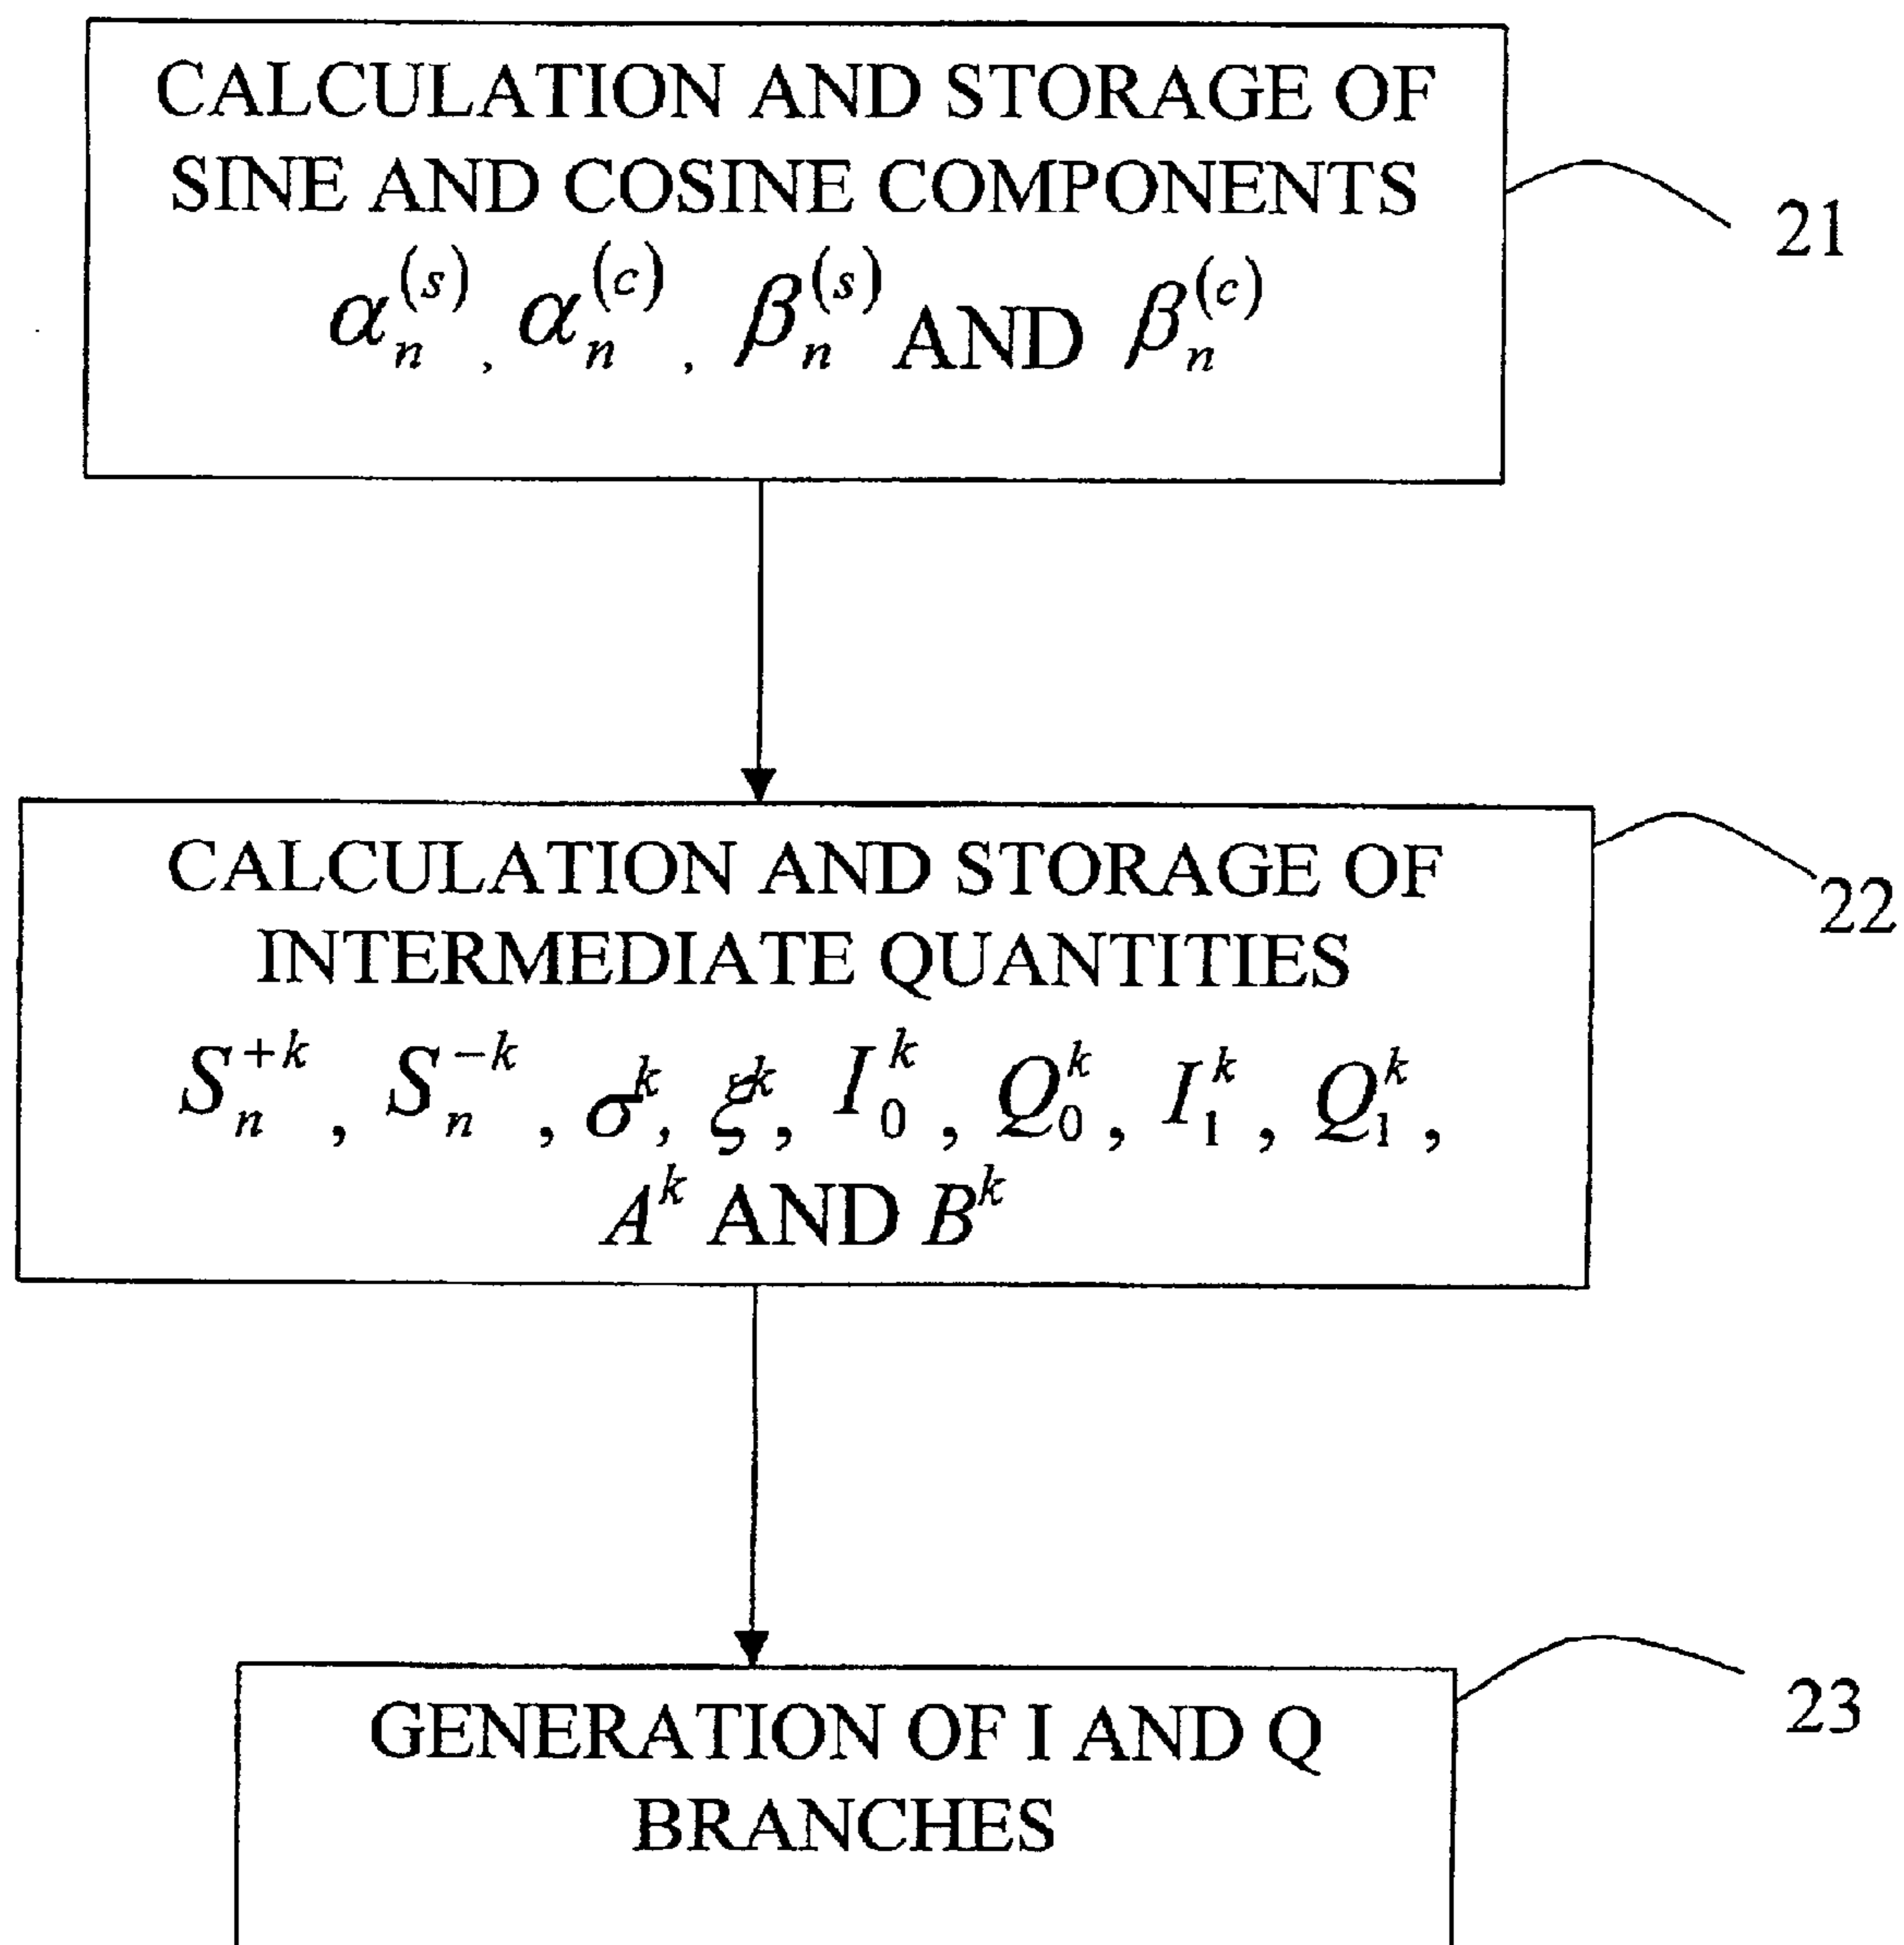 CALCULATION AND STORAGE OF
SINE AND COSINE COMPONENTS
21
α_n^(s), α_n^(c), β_n^(s) AND β_n^(c)
CALCULATION AND STORAGE OF
22
INTERMEDIATE QUANTITIES
S_n^{+k}, S_n^{-k}, σ^k, ξ^k, I_0^k, Q_0^k, I_1^k, Q_1^k,
A^k AND B^k
GENERATION OF I AND Q
23
BRANCHES